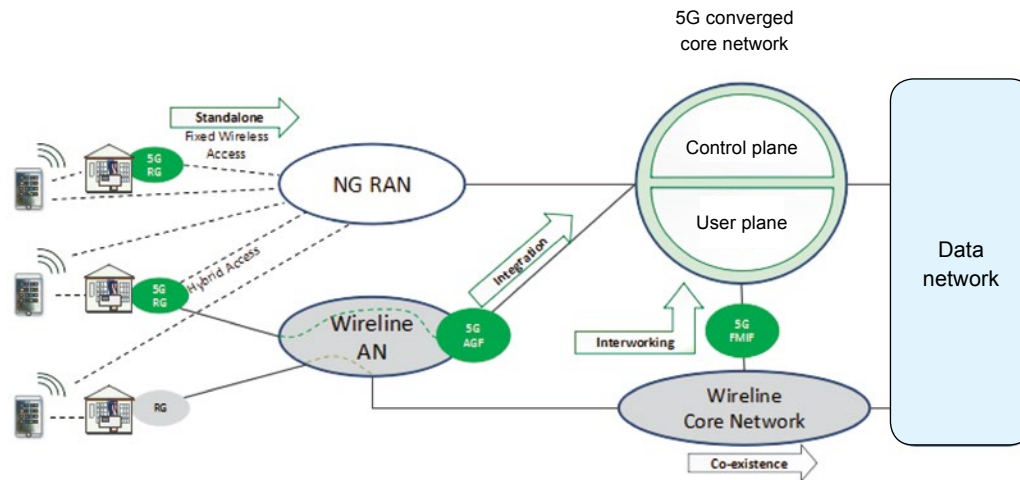 5G converged
core network
Standalone
Fixed Wireless
Access
5G
RG
NG RAN
Control plane
User plane
Data
network
Hybrid Access
5G
RG
Integration
Wireline
AN
5G
AGF
Interworking
5G
FMIF
RG
Wireline
Core Network
Co-existence